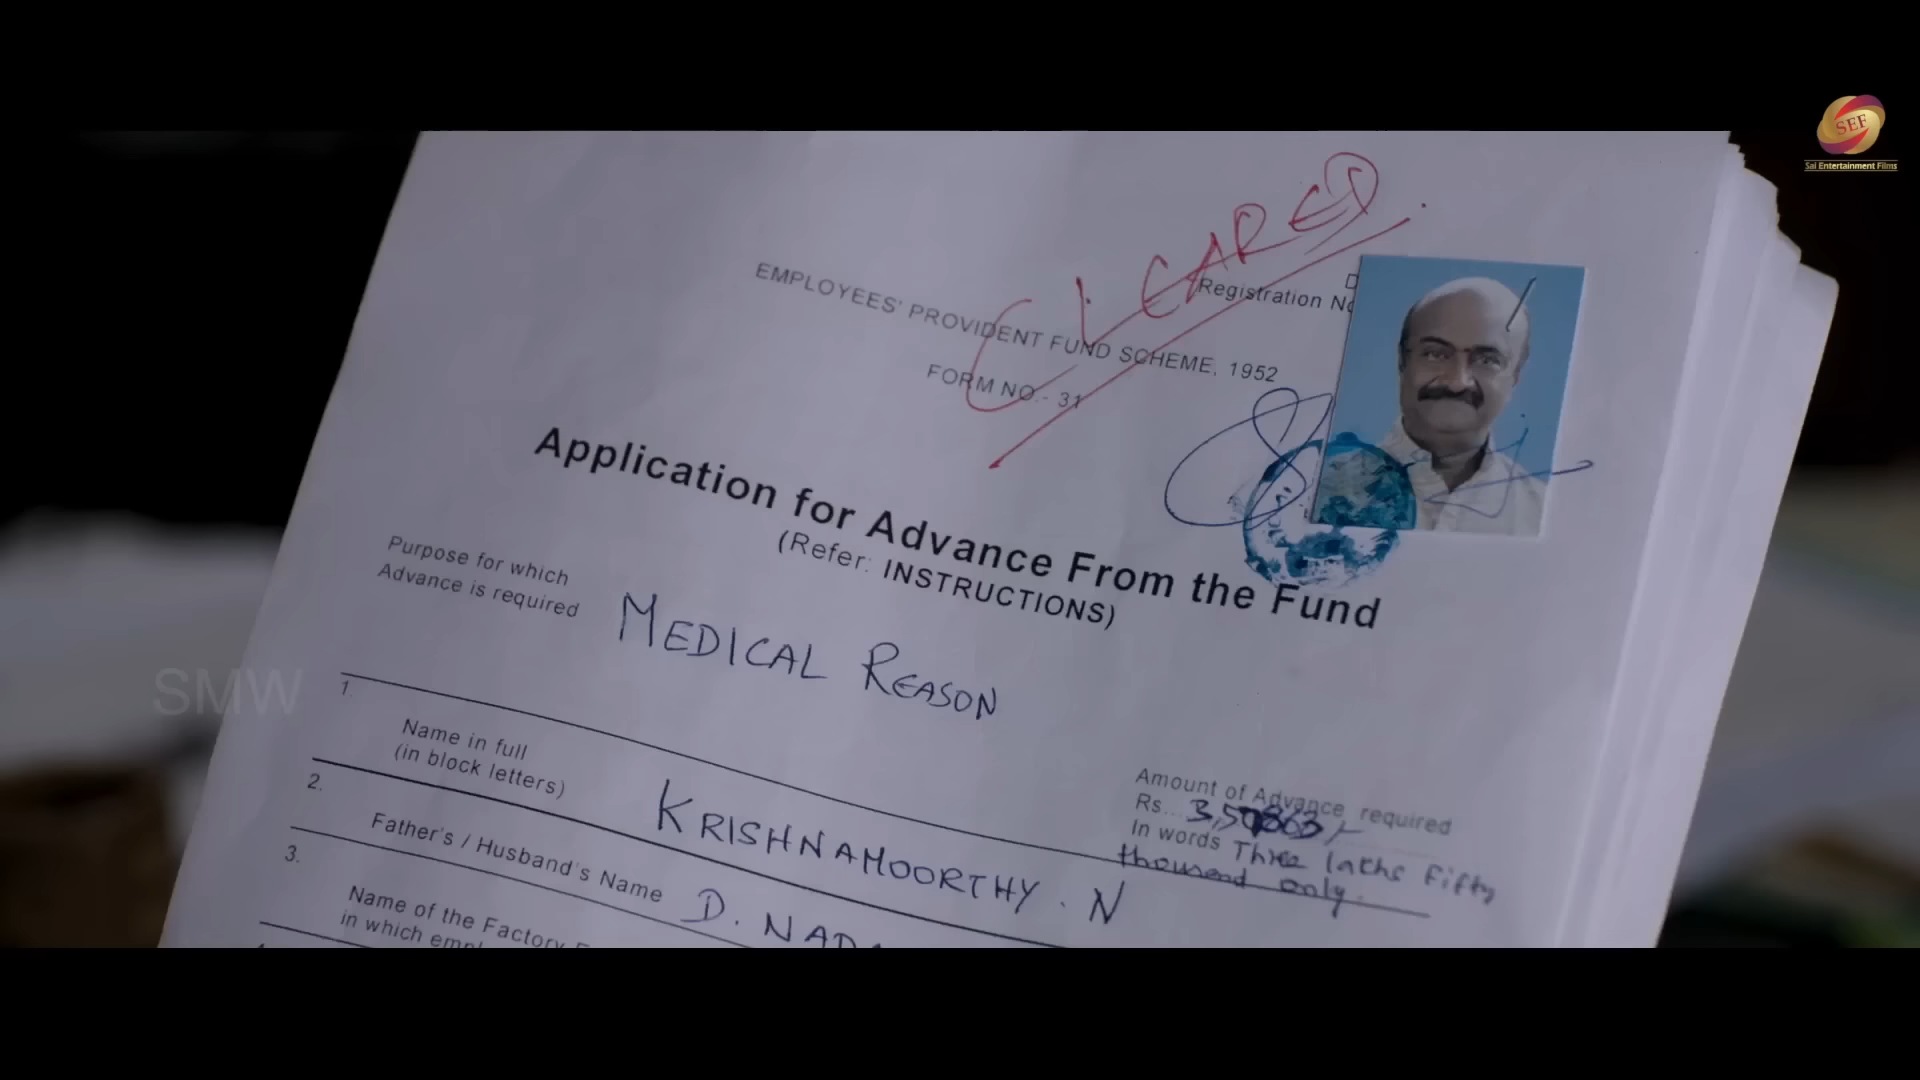 SEF
Sai Entertainment Films
CLEARED
Registration No
EMPLOYEES' PROVIDENT FUND SCHEME, 1952
FORM NO.- 31
Application for Advance From the Fund
(Refer: INSTRUCTIONS)
Purpose for which
Advance is required
MEDICAL REASON
SMW
1.
Name in full
(in block letters)
KRISHNAMOORTHY. N
Amount of Advance required
Rs...
In words Three lakhs fifty
thousand only.
2.
Father's / Husband's Name
D.
3.
Name of the Factory
in which